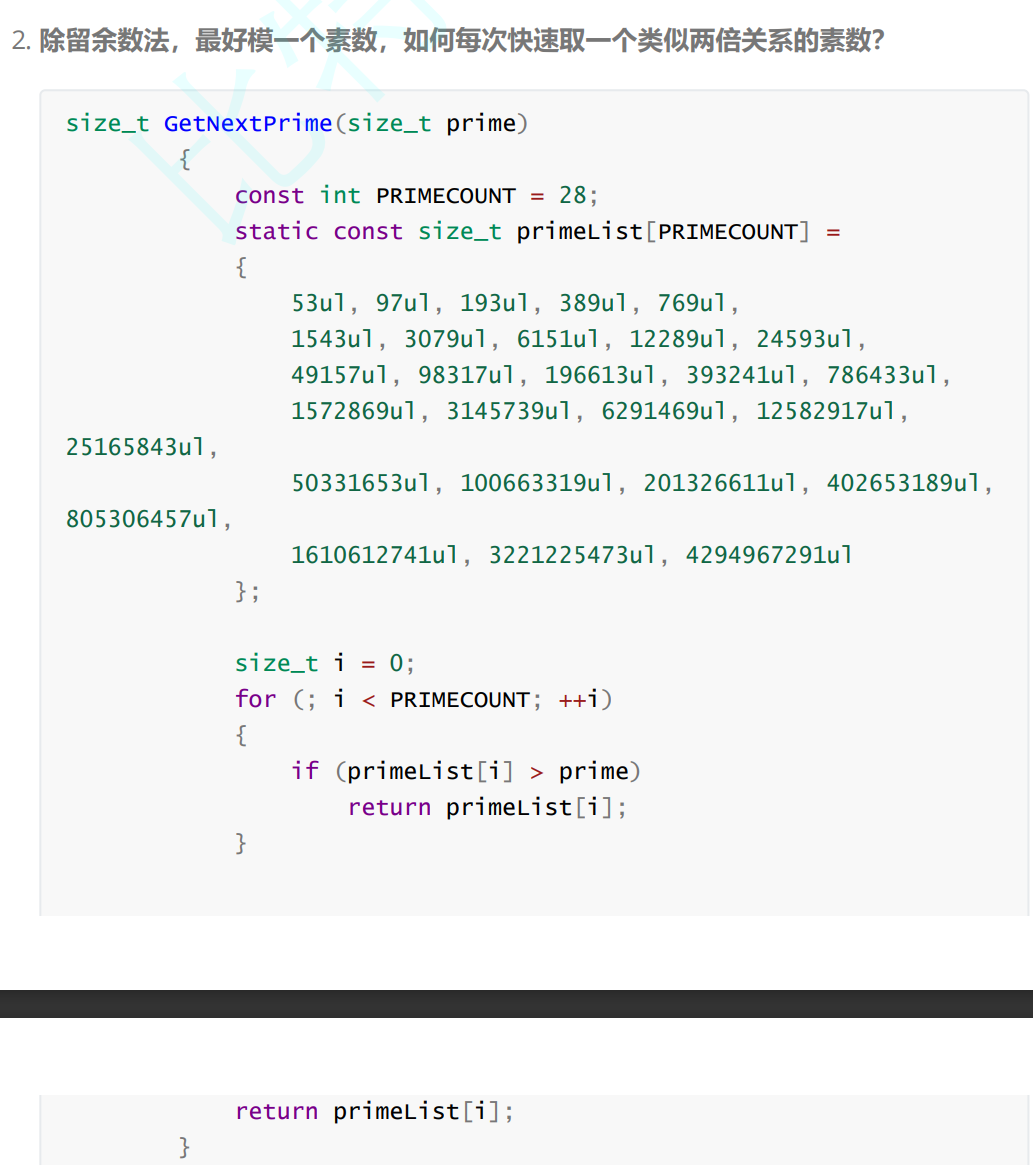 2. 除留余数法，最好模一个素数，如何每次快速取一个类似两倍关系的素数？
size_t GetNextPrime(size_t prime)
{
const int PRIMECOUNT = 28;
static const size_t primeList[PRIMECOUNT] =
{
53ul, 97ul, 193ul, 389ul, 769ul,
1543ul, 3079ul, 6151ul, 12289ul, 24593ul,
49157ul, 98317ul, 196613ul, 393241ul, 786433ul,
1572869ul, 3145739ul, 6291469ul, 12582917ul,
25165843ul,
50331653ul, 100663319ul, 201326611ul, 402653189ul,
805306457ul,
1610612741ul, 3221225473ul, 4294967291ul
};
size_t i = 0;
for (; i < PRIMECOUNT; ++i)
{
if (primeList[i] > prime)
return primeList[i];
}
return primeList[i];
}